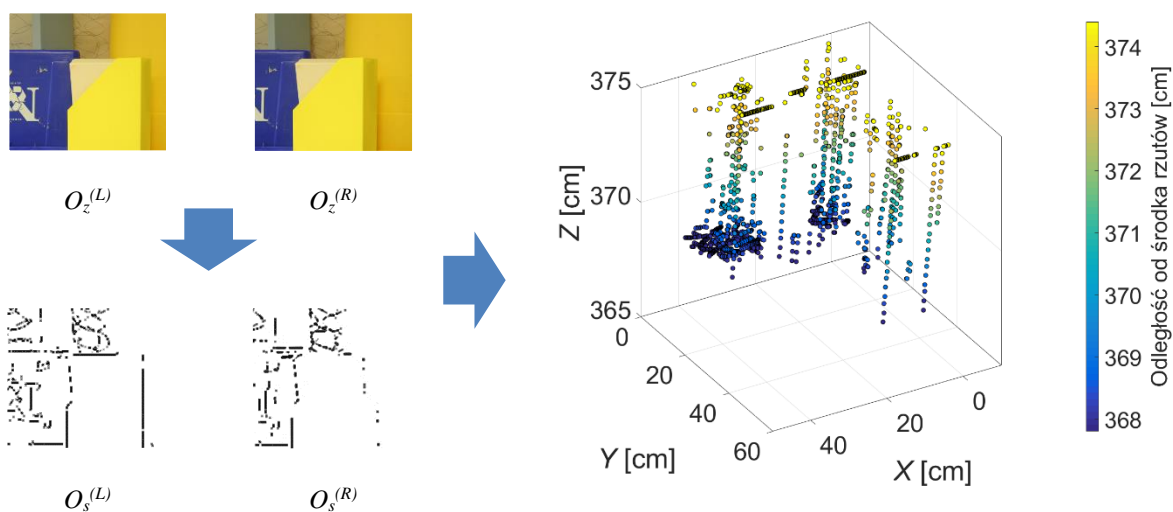 N
N
O_z^(L)
O_z^(R)
O_s^(L)
O_s^(R)
375
370
365
Z [cm]
0
20
40
60
Y [cm]
40
20
0
X [cm]
374
373
372
371
370
369
368
Odległość od środka rzutów [cm]